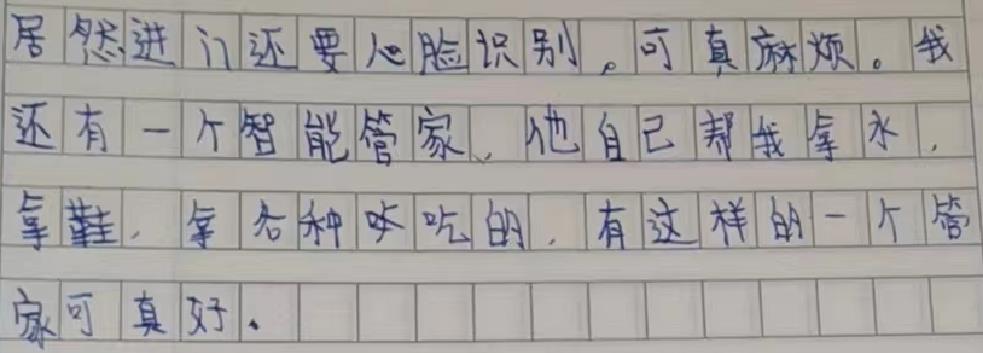 居然进门还要人脸识别。可真麻烦。我
还有一个智能管家、他自己帮我拿水,
拿鞋,拿各种吃的,有这样的一个管
家可真好.